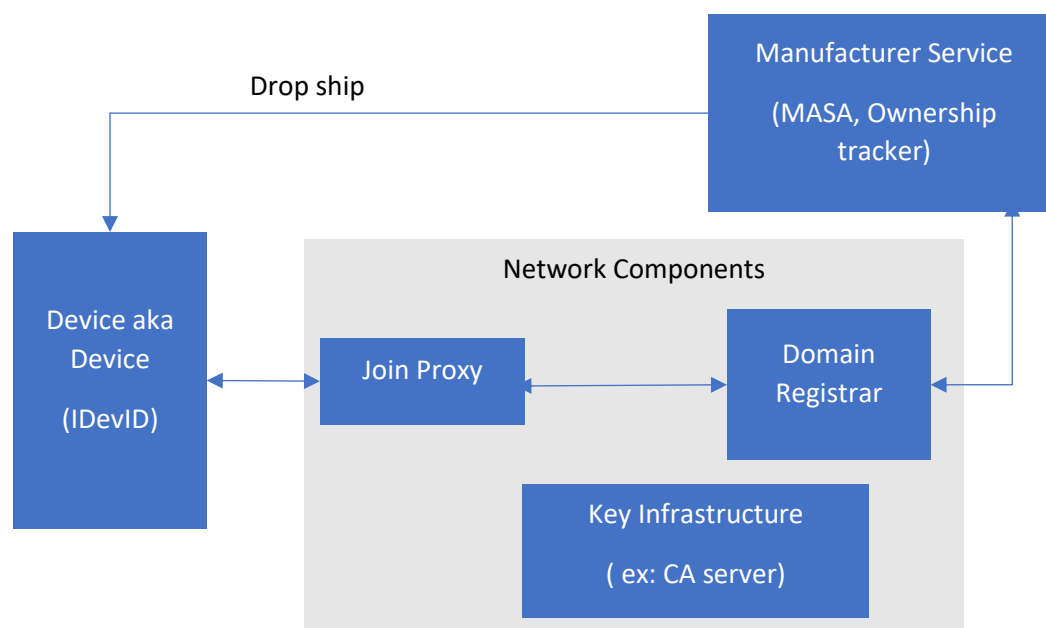 Manufacturer Service
(MASA, Ownership
tracker)
Drop ship
Network Components
Device aka
Device
(IDevID)
Join Proxy
Domain
Registrar
Key Infrastructure
( ex: CA server)